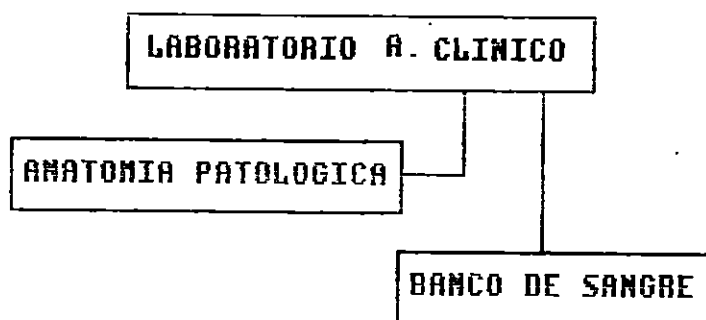 LABORATORIO A. CLINICO
ANATOMIA PATOLOGICA
BANCO DE SANGRE